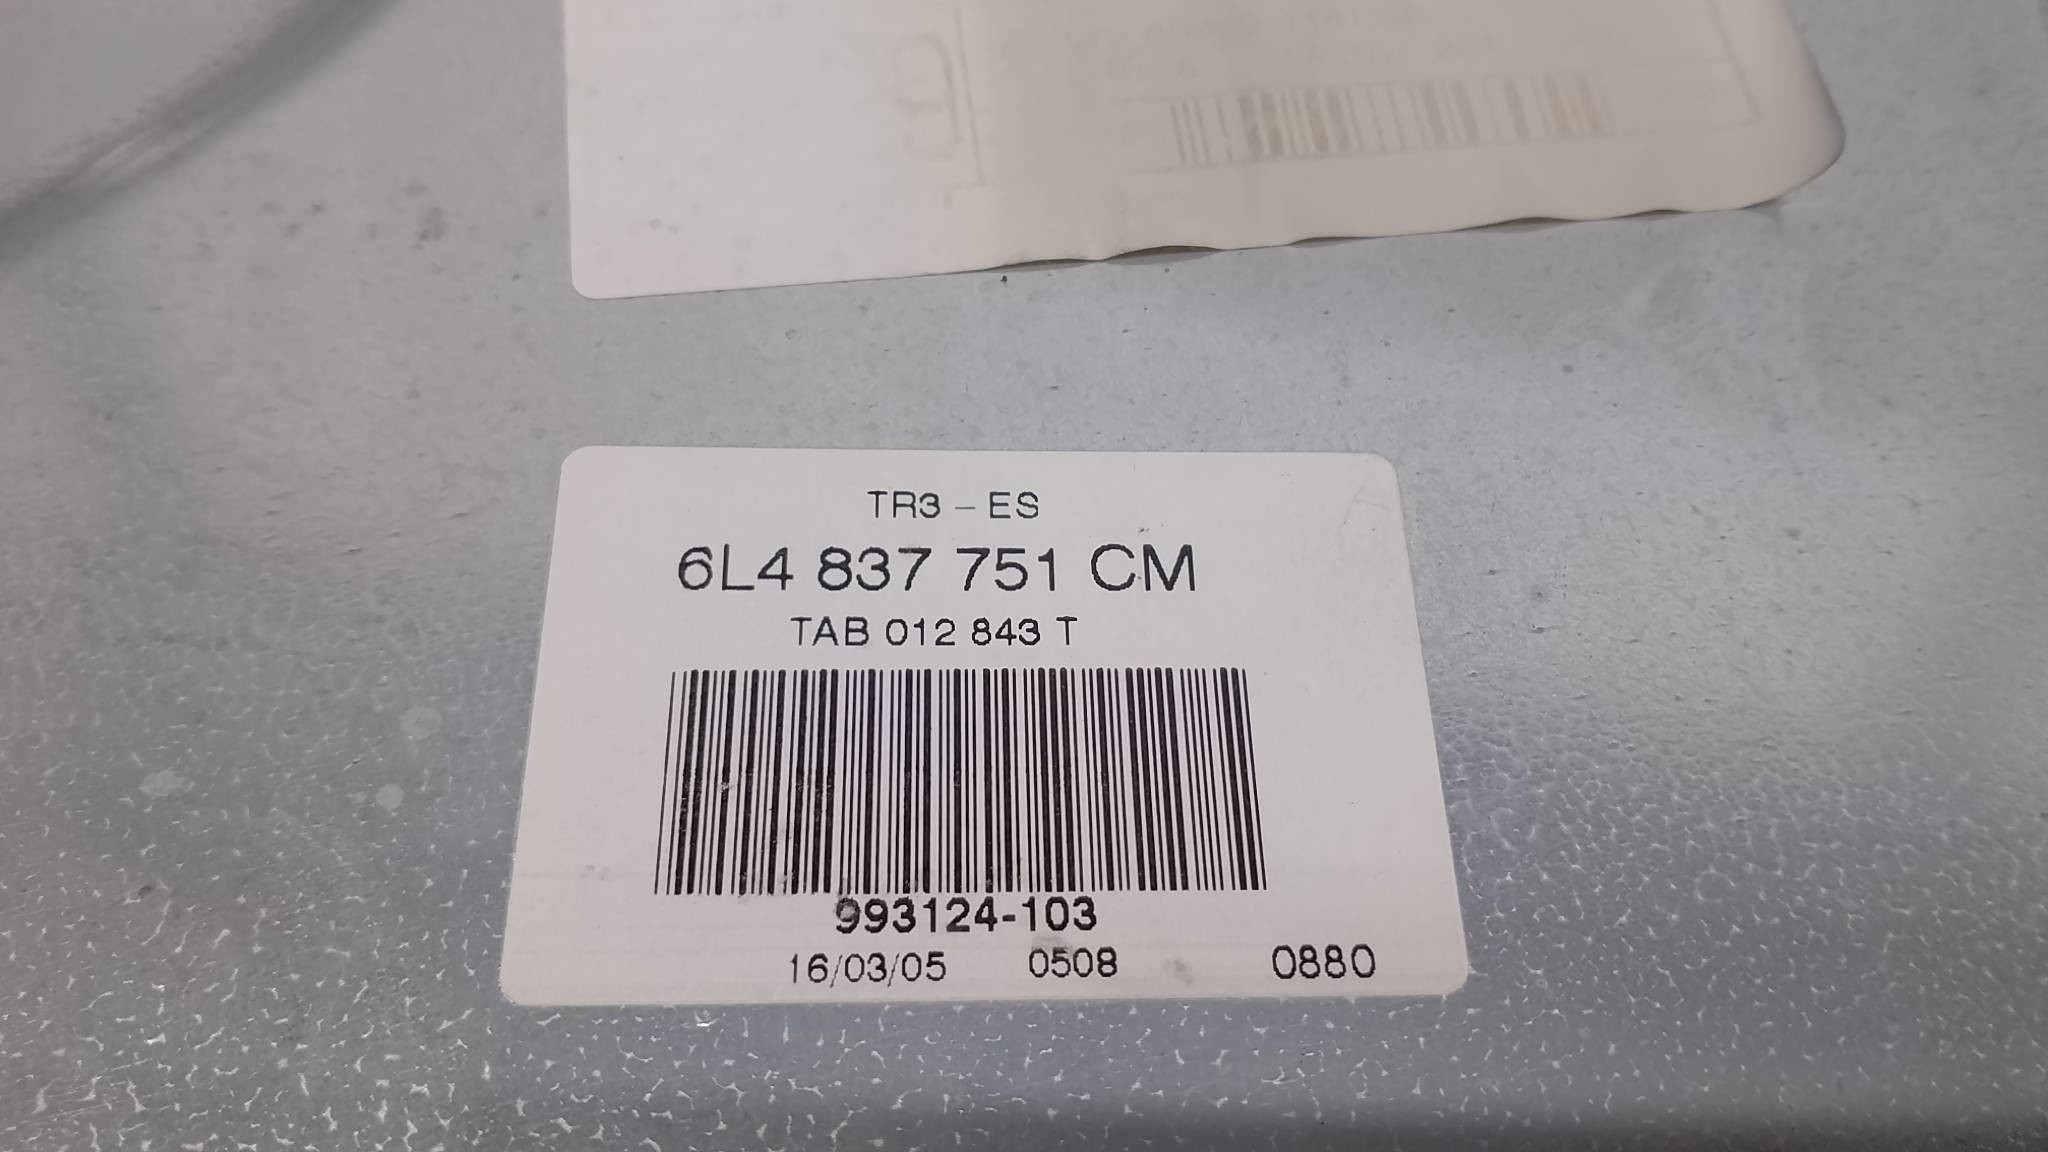 TR3 – ES
6L4 837 751 CM
TAB 012 843 T
993124-103
16/03/05 0508 0880